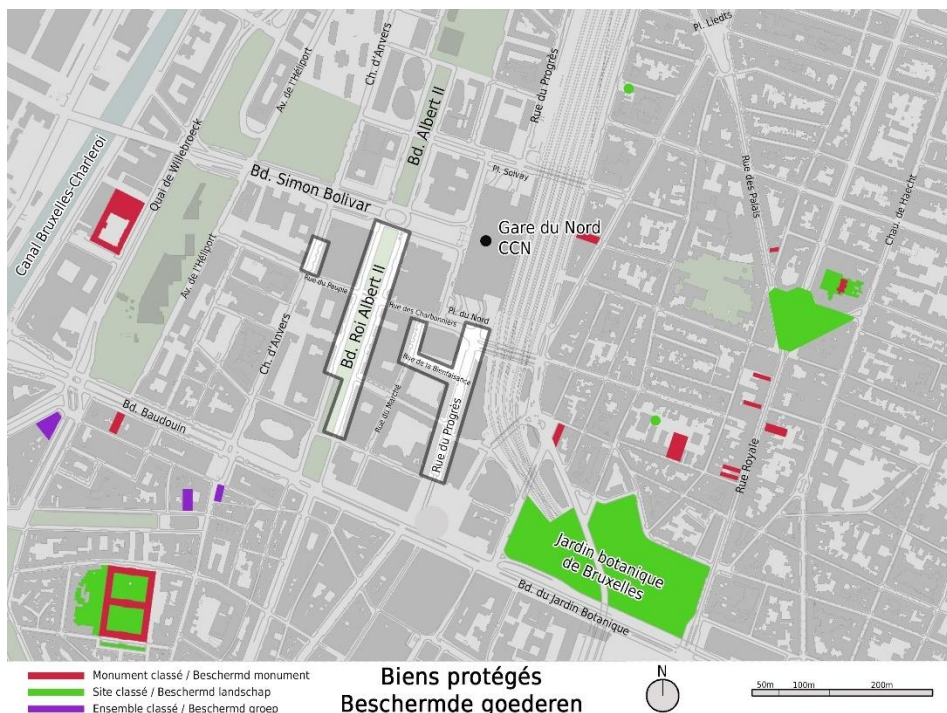 Pl. Liedts
Canal Bruxelles-Charleroi
Quai de Willebroeck
Av. de l'Héliport
Ch. d'Anvers
Bd. Albert II
Rue du Progrès
Pl. Solvay
Rue des Palais
Chau. de Haecht
Bd. Simon Bolivar
Gare du Nord
CCN
Av. de l'Héliport
Rue du Peuple
Bd. Roi Albert II
Rue des Charbonniers
Pl. du Nord
Ch. d'Anvers
Rue de la Bienfaisance
Rue du Marché
Rue du Progrès
Bd. Baudouin
Rue Royale
Jardin botanique
de Bruxelles
Bd. du Jardin Botanique
Monument classé / Beschermd monument
Site classé / Beschermd landschap
Ensemble classé / Beschermd groep
Biens protégés
Beschermde goederen
N
50m 100m 200m